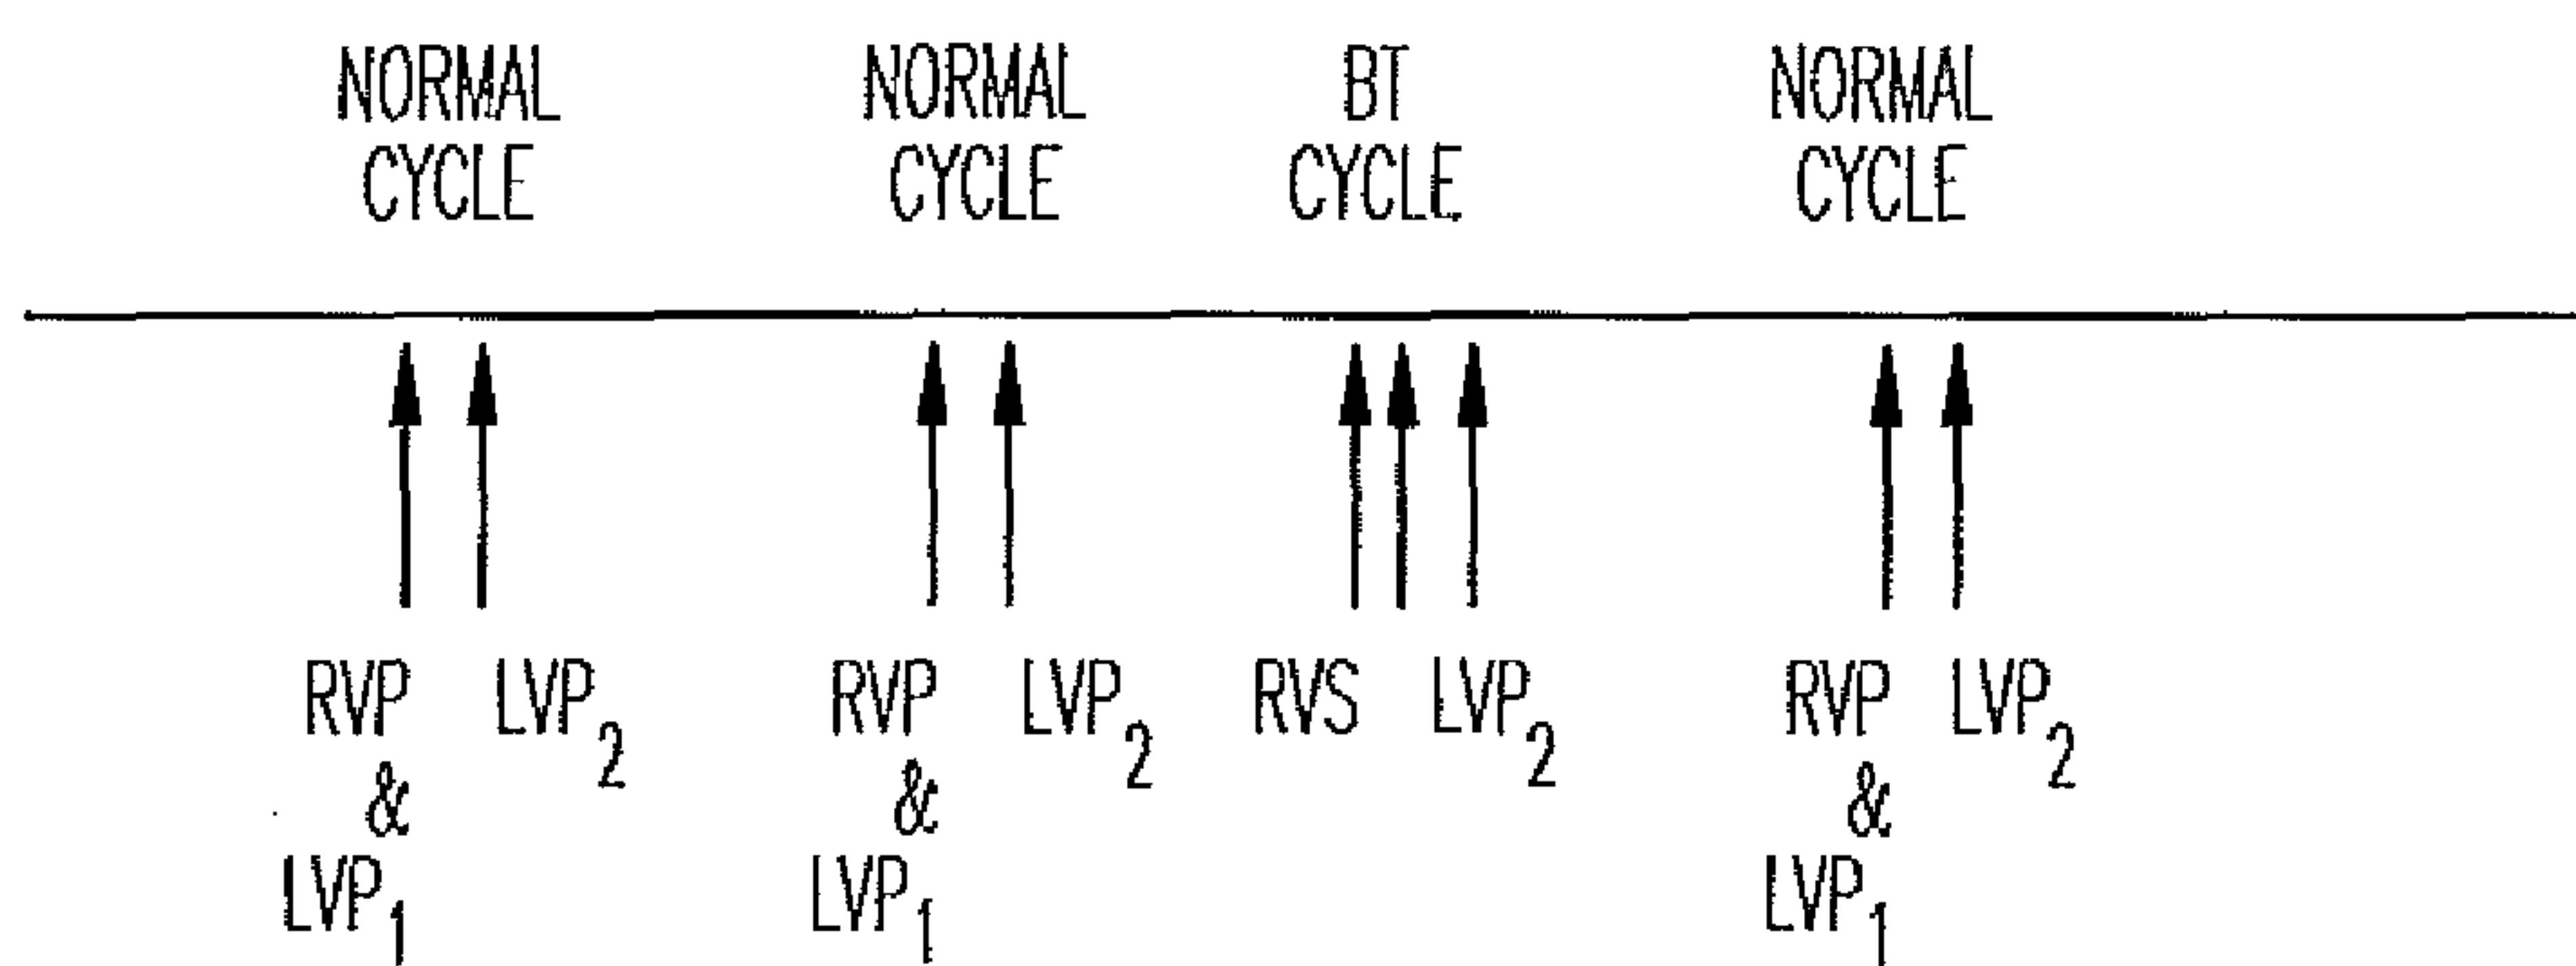 NORMAL CYCLE
NORMAL CYCLE
BT CYCLE
NORMAL CYCLE
RVP & LVP₁
LVP₂
RVP & LVP₁
LVP₂
RVS
LVP₂
RVP & LVP₁
LVP₂